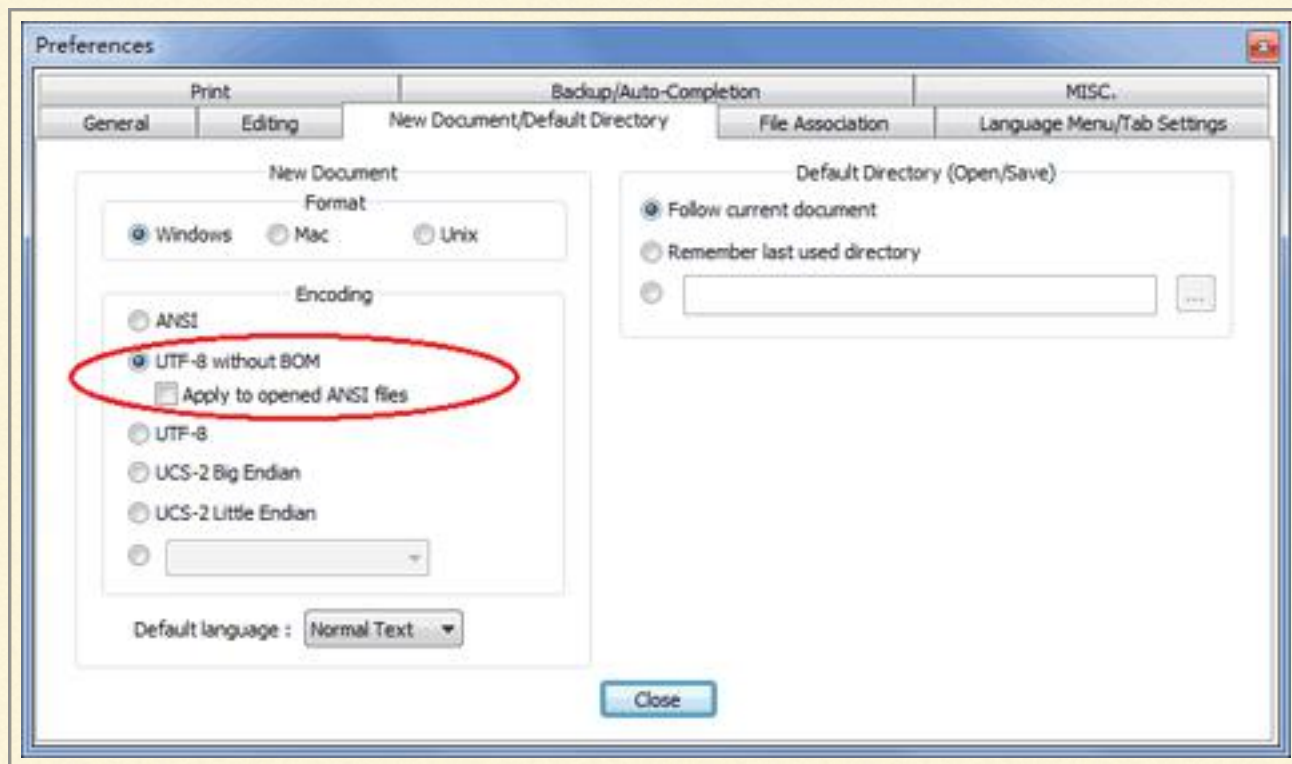 Preferences
Print Backup/Auto-Completion MISC.
General Editing New Document/Default Directory File Association Language Menu/Tab Settings
New Document
Format
Windows Mac Unix
Encoding
ANSI
UTF-8 without BOM
Apply to opened ANSI files
UTF-8
UCS-2 Big Endian
UCS-2 Little Endian
Default language : Normal Text
Default Directory (Open/Save)
Follow current document
Remember last used directory
...
Close